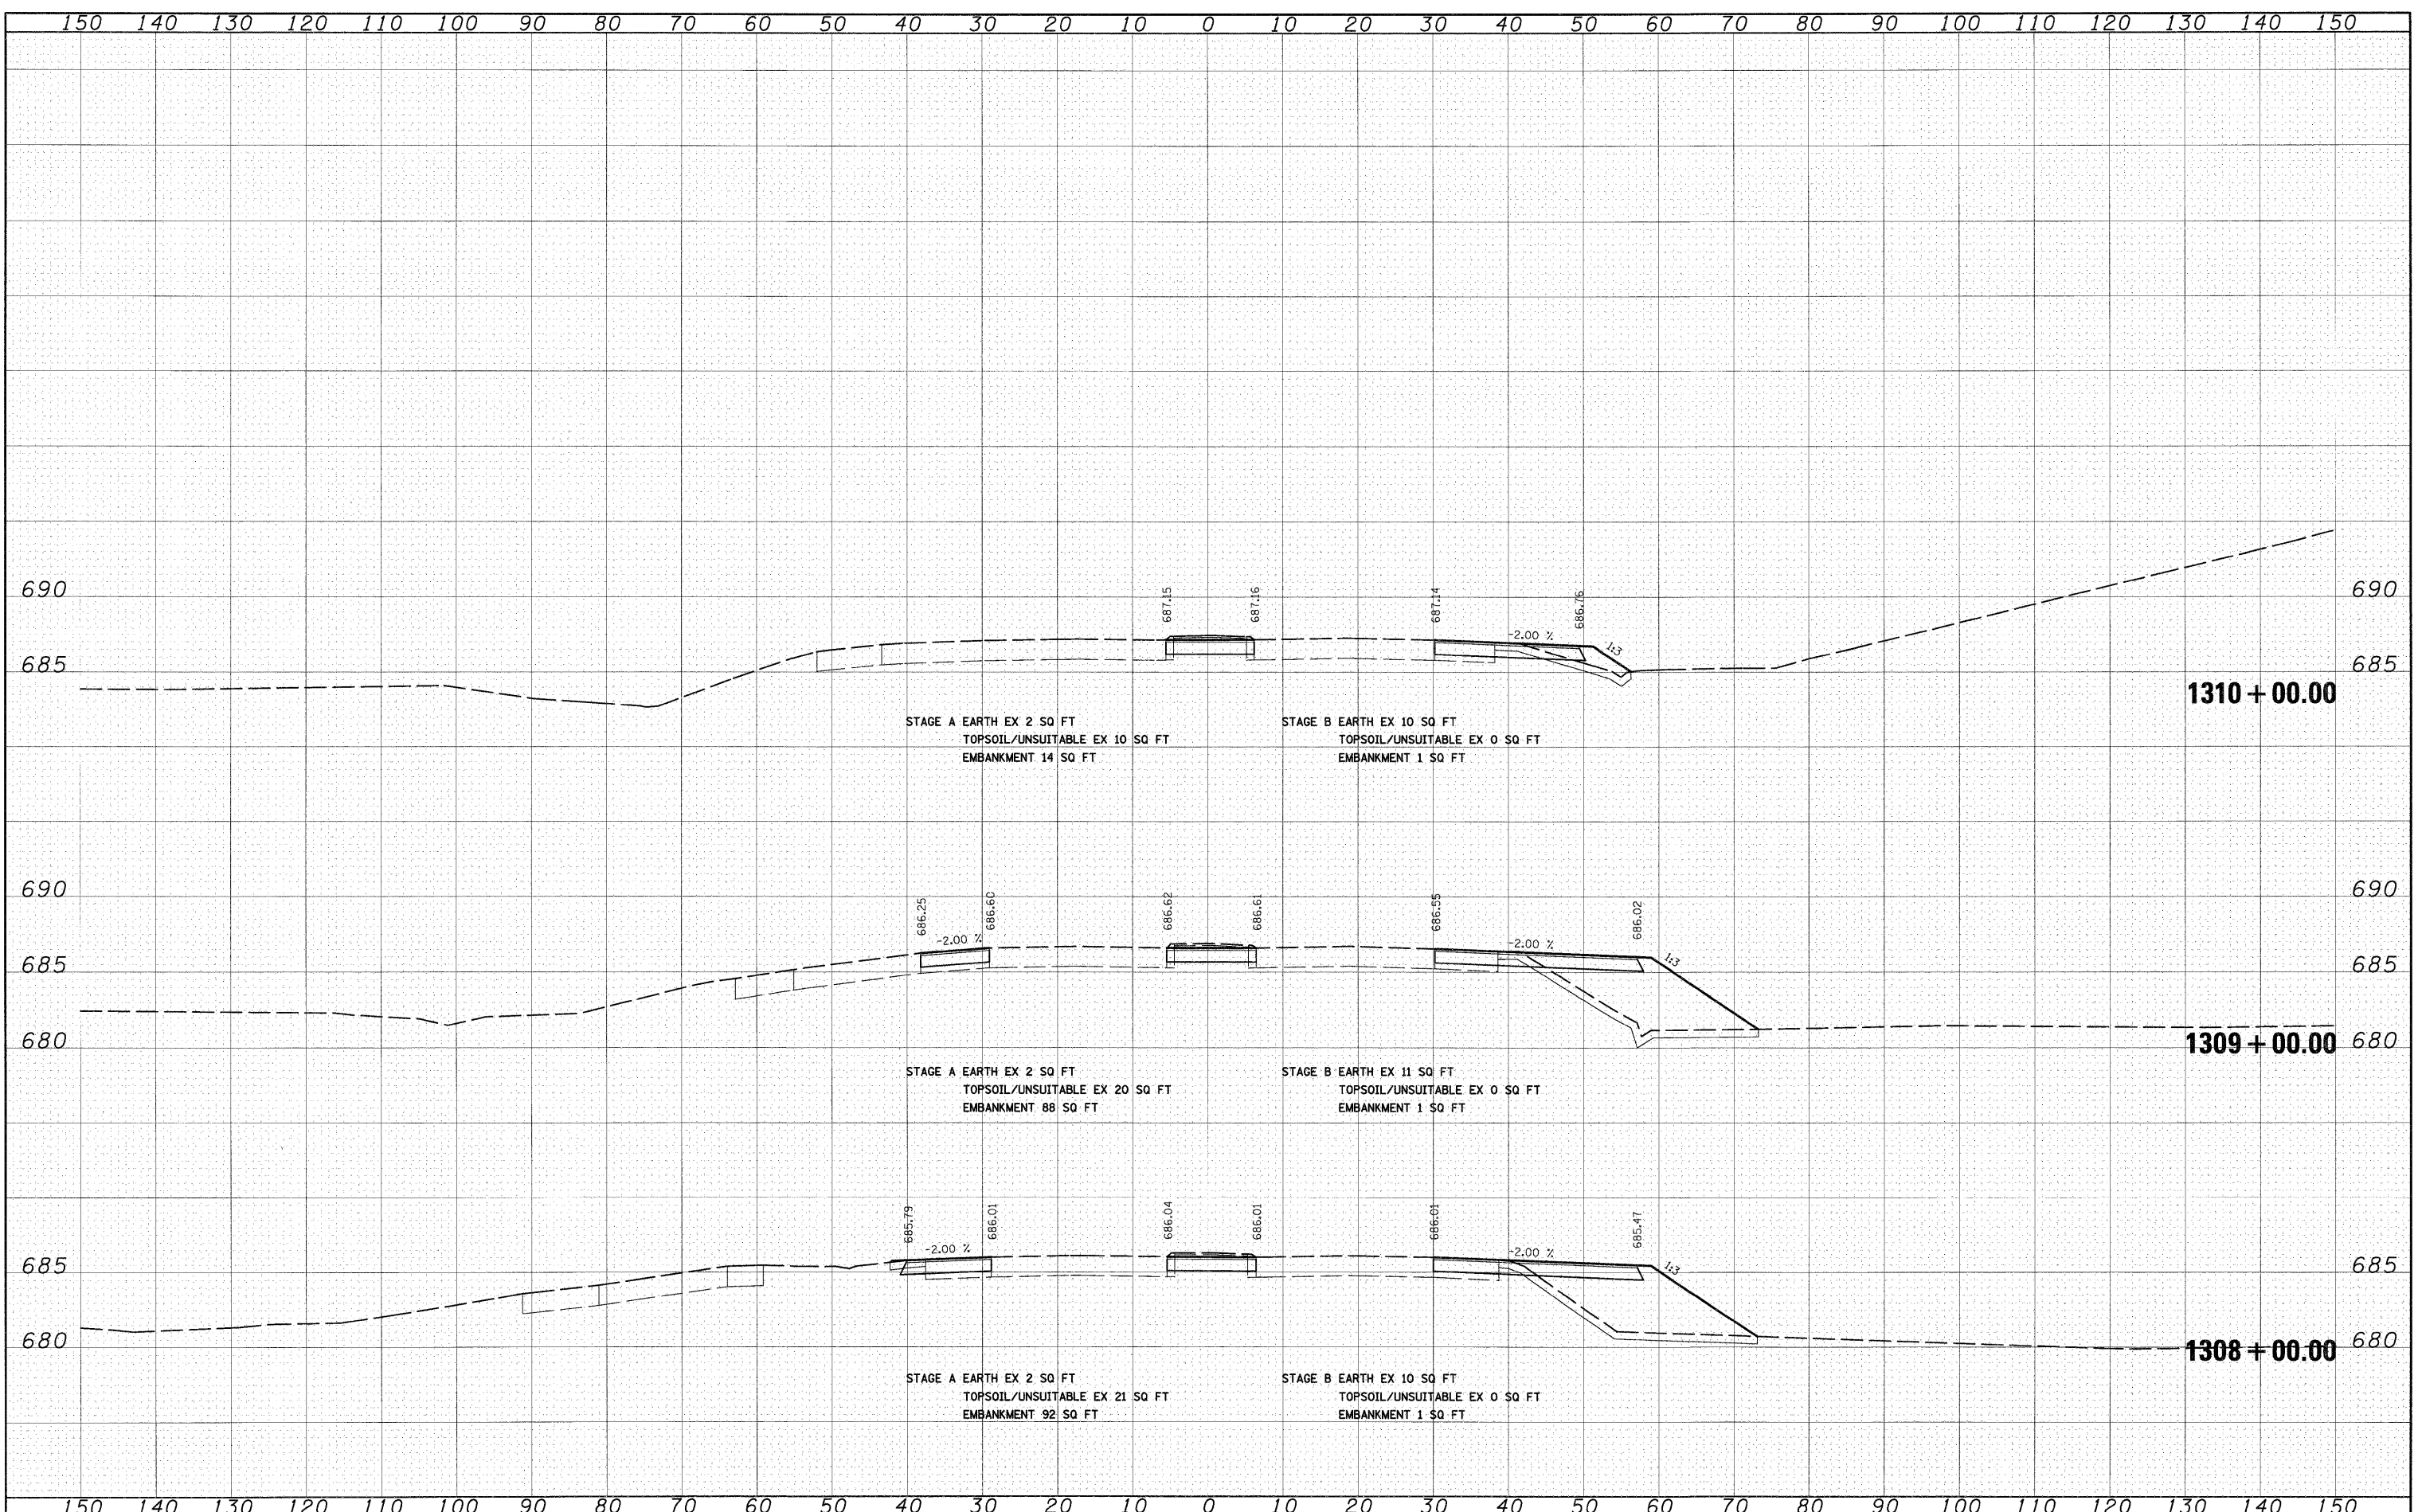 150 140 130 120 110 100 90 80 70 60 50 40 30 20 10 0 10 20 30 40 50 60 70 80 90 100 110 120 130 140 150
687.15 687.16 687.14 686.76
690 690
-2.00 % 1:3
685 685
1310 + 00.00
STAGE A EARTH EX 2 SQ FT
TOPSOIL/UNSUITABLE EX 10 SQ FT
EMBANKMENT 14 SQ FT
STAGE B EARTH EX 10 SQ FT
TOPSOIL/UNSUITABLE EX 0 SQ FT
EMBANKMENT 1 SQ FT
690 690
686.25 686.60 686.62 686.61 686.55 686.02
-2.00 % -2.00 % 1:3
685 685
680 1309 + 00.00 680
STAGE A EARTH EX 2 SQ FT
TOPSOIL/UNSUITABLE EX 20 SQ FT
EMBANKMENT 88 SQ FT
STAGE B EARTH EX 11 SQ FT
TOPSOIL/UNSUITABLE EX 0 SQ FT
EMBANKMENT 1 SQ FT
685.79 686.01 686.04 686.01 686.01 685.47
-2.00 % -2.00 % 1:3
685 685
680 1308 + 00.00 680
STAGE A EARTH EX 2 SQ FT
TOPSOIL/UNSUITABLE EX 21 SQ FT
EMBANKMENT 92 SQ FT
STAGE B EARTH EX 10 SQ FT
TOPSOIL/UNSUITABLE EX 0 SQ FT
EMBANKMENT 1 SQ FT
150 140 130 120 110 100 90 80 70 60 50 40 30 20 10 0 10 20 30 40 50 60 70 80 90 100 110 120 130 140 150